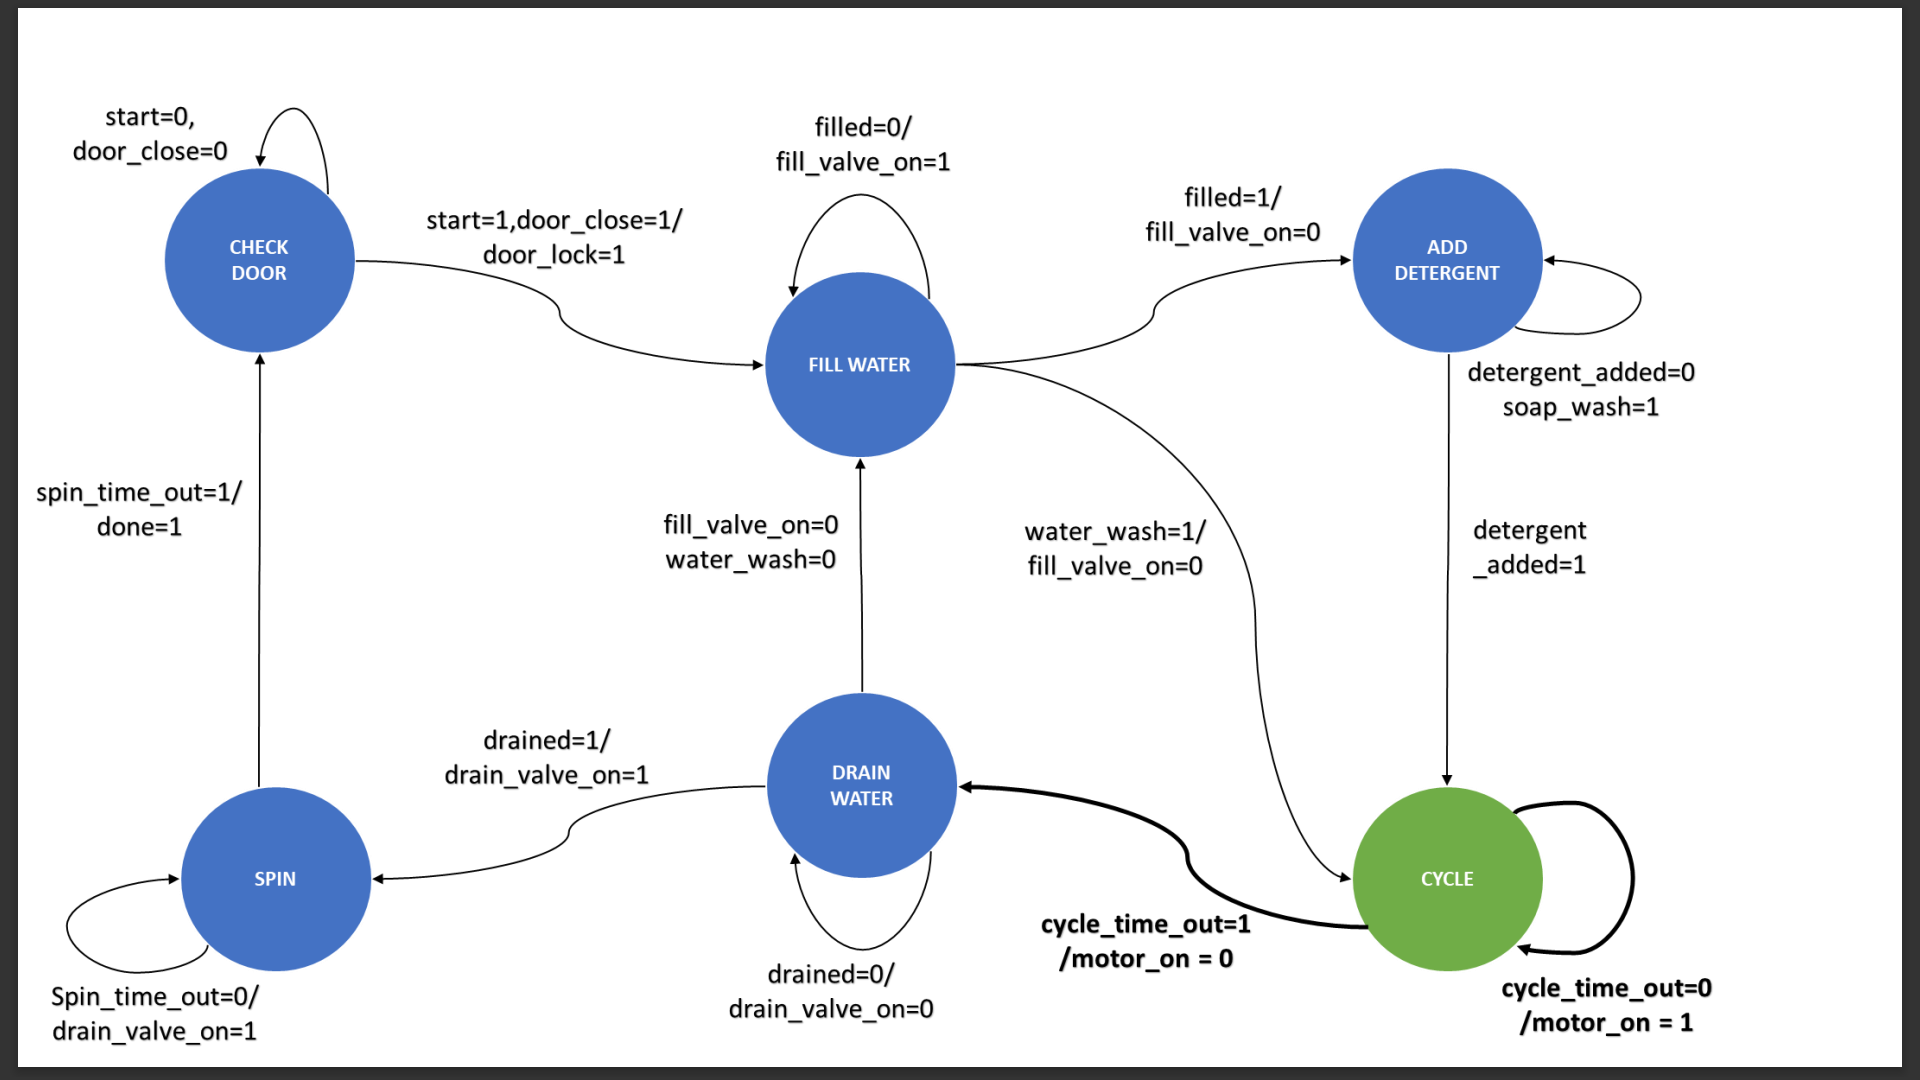 start=0,
door_close=0
filled=0/
fill_valve_on=1
filled=1/
fill_valve_on=0
start=1,door_close=1/
door_lock=1
CHECK
DOOR
ADD
DETERGENT
FILL WATER
detergent_added=0
soap_wash=1
spin_time_out=1/
done=1
fill_valve_on=0
water_wash=0
water_wash=1/
fill_valve_on=0
detergent
_added=1
drained=1/
drain_valve_on=1
DRAIN
WATER
SPIN
CYCLE
cycle_time_out=1
/motor_on = 0
drained=0/
drain_valve_on=0
Spin_time_out=0/
drain_valve_on=1
cycle_time_out=0
/motor_on = 1